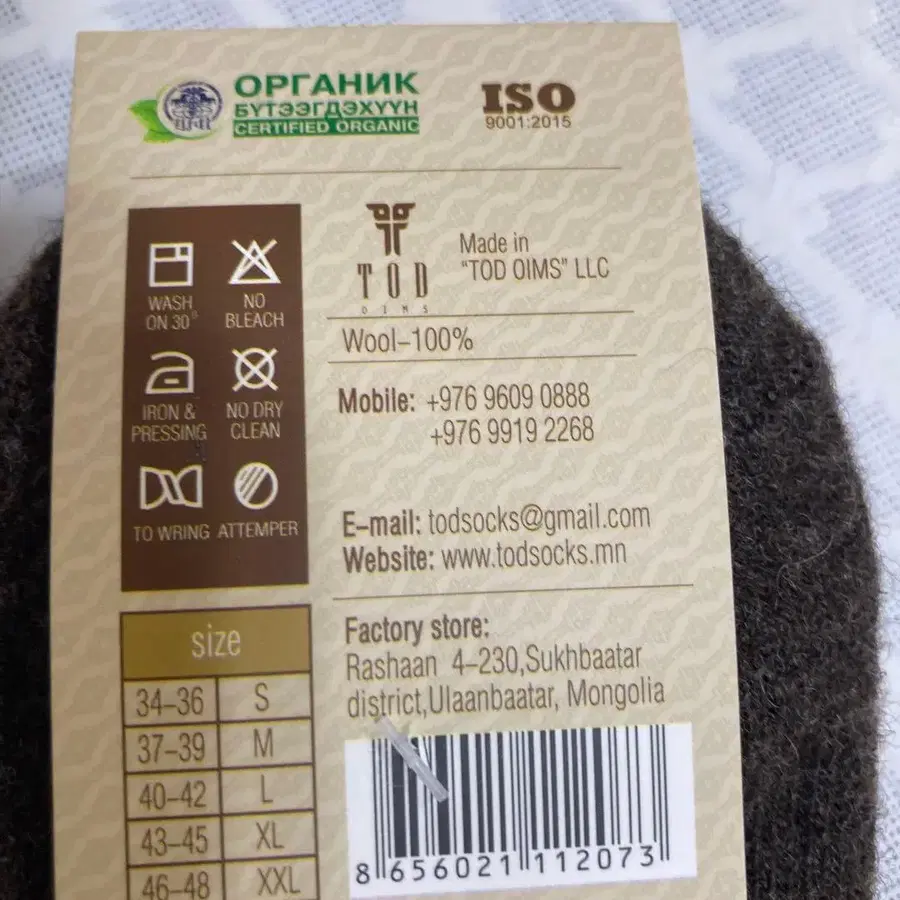 ОРГАНИК
БҮТЭЭГДЭХҮҮН
CERTIFIED ORGANIC
ISO
9001:2015
WASH
ON 30°
NO
BLEACH
IRON &
PRESSING
NO DRY
CLEAN
TO WRING
ATTEMPER
TOD
OIMS
Made in
"TOD OIMS" LLC
Wool-100%
Mobile: +976 9609 0888
+976 9919 2268
E-mail: todsocks@gmail.com
Website: www.todsocks.mn
size
34-36 S
37-39 M
40-42 L
43-45 XL
46-48 XXL
Factory store:
Rashaan 4-230,Sukhbaatar
district,Ulaanbaatar, Mongolia
8 656021 112073